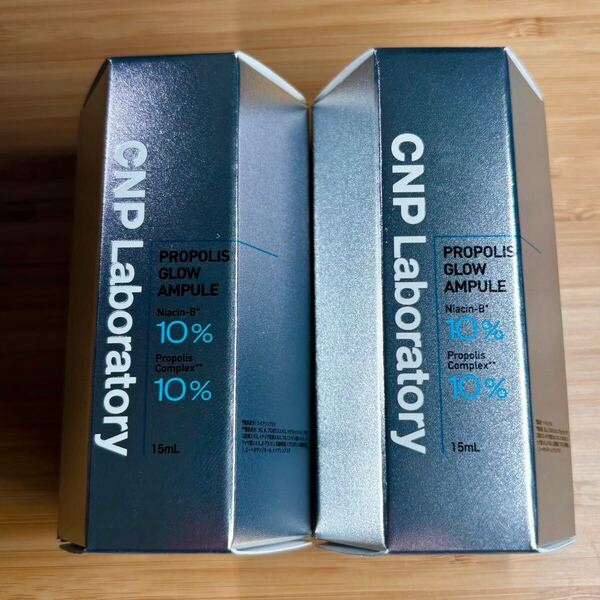 CNP Laboratory
PROPOLIS
GLOW
AMPULE
Niacin-B*
10%
Propolis
Complex**
10%
15mL
CNP Laboratory
PROPOLIS
GLOW
AMPULE
Niacin-B*
10%
Propolis
Complex**
10%
15mL